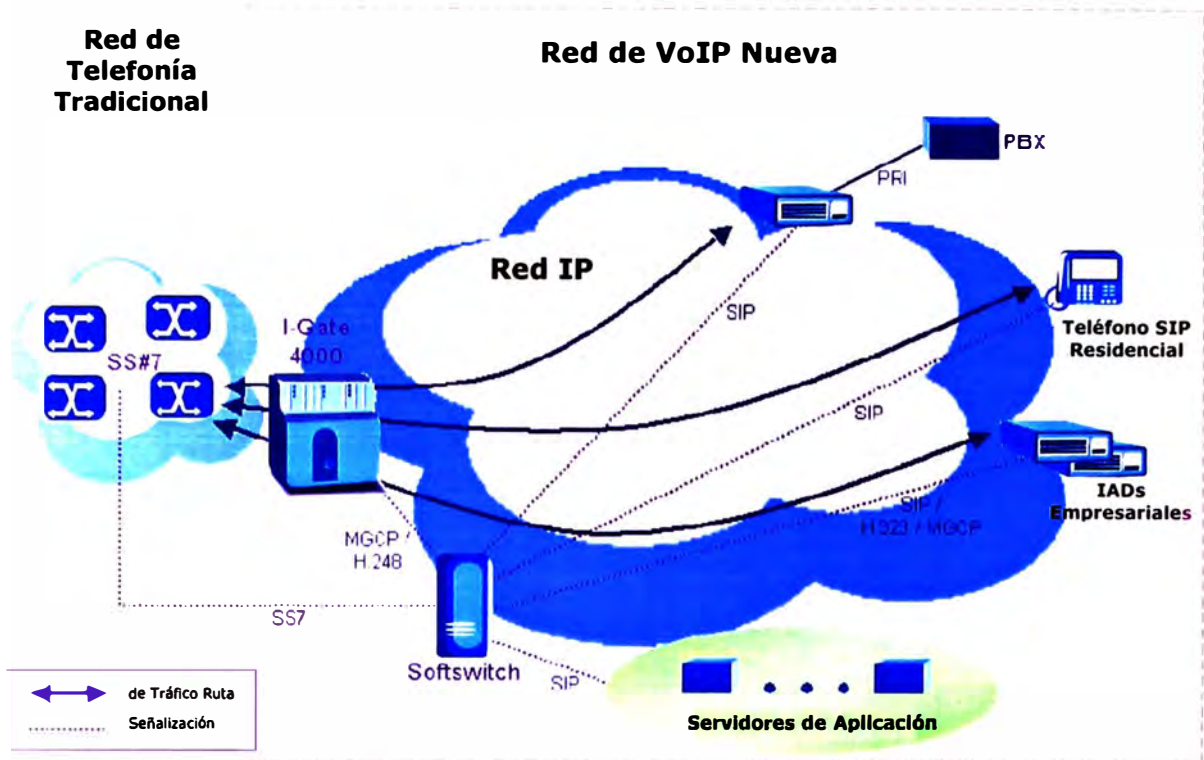 Red de
Telefonía
Tradicional
Red de VoIP Nueva
PBX
PRI
Red IP
SIP
I-Gate
4000
SS#7
Teléfono SIP
Residencial
SIP
IADs
Empresariales
SIP /
H.323 / MGCP
MGCP /
H.248
SS7
Softswitch
SIP
Servidores de Aplicación
de Tráfico Ruta
Señalización